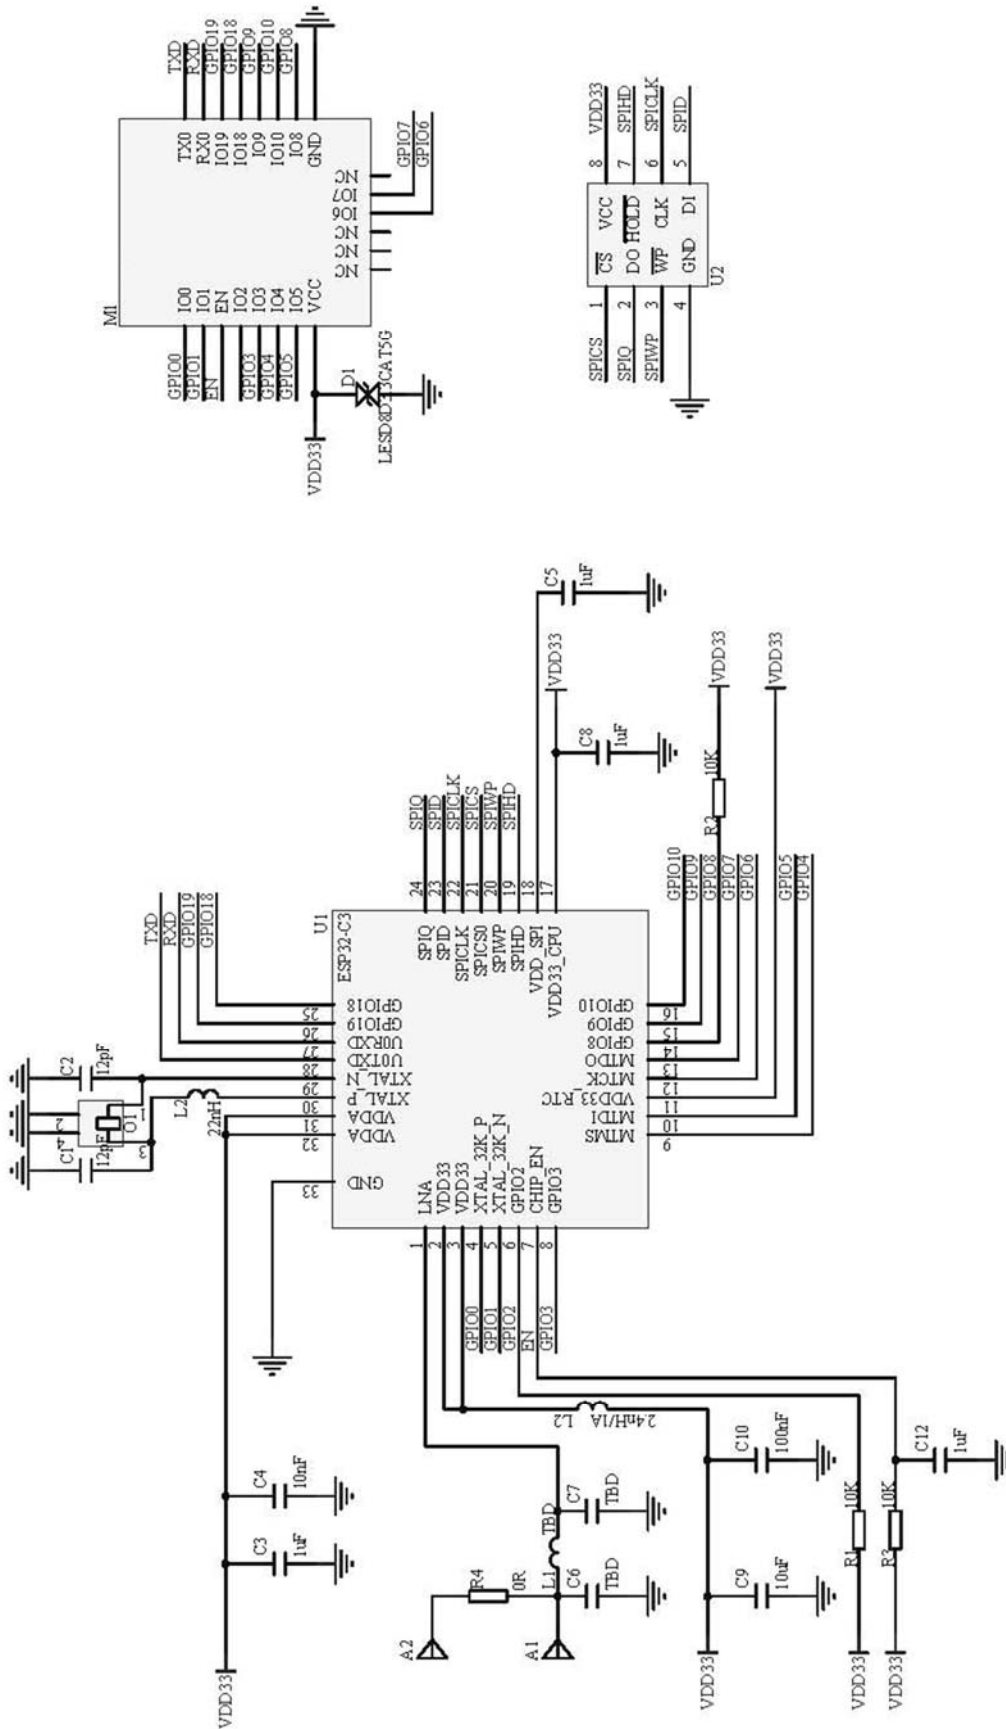 TXD
RXD
GPIO19
GPIO18
GPIO9
GPIO10
GPIO8
TX0
RX0
IO19
IO18
IO9
IO10
IO8
GND
NC
IO7
IO6
NC
NC
NC
GPIO7
GPIO6
M1
IO0
IO1
EN
IO2
IO3
IO4
IO5
VCC
GPIO0
GPIO1
EN
GPIO3
GPIO4
GPIO5
VDD33
D1
LESD8D3.3CAT5G
VDD33
SPIHD
SPICLK
SPID
8
7
6
5
VCC
HOLD
CLK
DI
CS
DO
WP
GND
U2
1
2
3
4
SPICS
SPIQ
SPIWP
C5
1uF
VDD33
C8
1uF
VDD33
10K
R2
VDD33
SPIQ
SPID
SPICLK
SPICS
SPIWP
SPIHD
24
23
22
21
20
19
18
17
GPIO10
GPIO9
GPIO8
GPIO7
GPIO6
GPIO5
GPIO4
TXD
RXD
GPIO19
GPIO18
U1
ESP32-C3
SPIQ
SPID
SPICLK
SPICS0
SPIWP
SPIHD
VDD_SPI
VDD33_CPU
25
26
27
28
29
30
31
32
33
GPIO18
GPIO19
U0RXD
U0TXD
XTAL_N
XTAL_P
VDDA
VDDA
GND
GPIO10
GPIO9
GPIO8
MTDO
MTCK
VDD33_RTC
MTDI
MTMS
16
15
14
13
12
11
10
9
LNA
VDD33
VDD33
XTAL_32K_P
XTAL_32K_N
GPIO2
CHIP_EN
GPIO3
1
2
3
4
5
6
7
8
GPIO0
GPIO1
GPIO2
EN
GPIO3
C2
12pF
2
4
1
3
O1
C1
12pF
L2
22nH
L2
2.4nH/1A
C4
10nF
C3
1uF
VDD33
C7
TBD
TBD
L1
C6
TBD
R4
0R
A2
A1
C10
100nF
C9
10uF
VDD33
C12
1uF
10K
R1
10K
R3
VDD33
VDD33